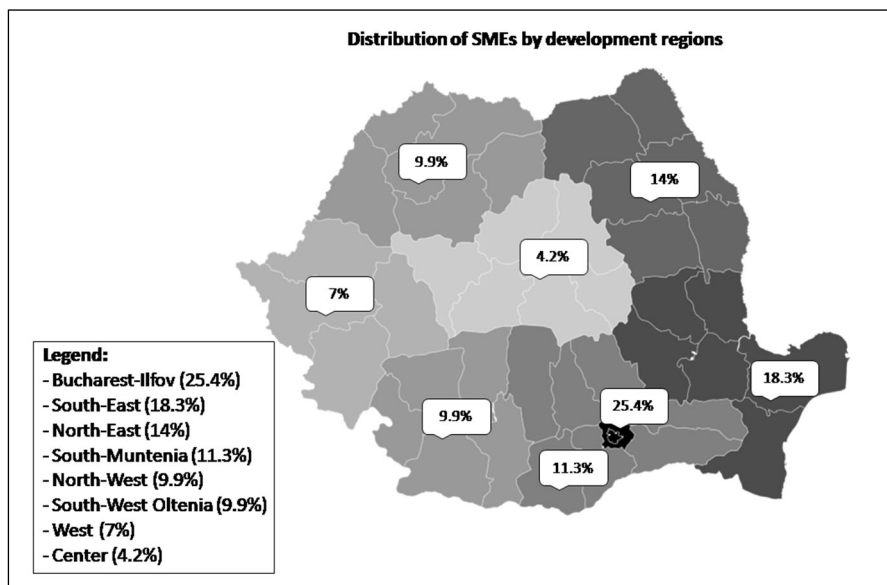 Distribution of SMEs by development regions
9.9%
14%
4.2%
7%
18.3%
25.4%
9.9%
11.3%
Legend:
- Bucharest-Ilfov (25.4%)
- South-East (18.3%)
- North-East (14%)
- South-Muntenia (11.3%)
- North-West (9.9%)
- South-West Oltenia (9.9%)
- West (7%)
- Center (4.2%)